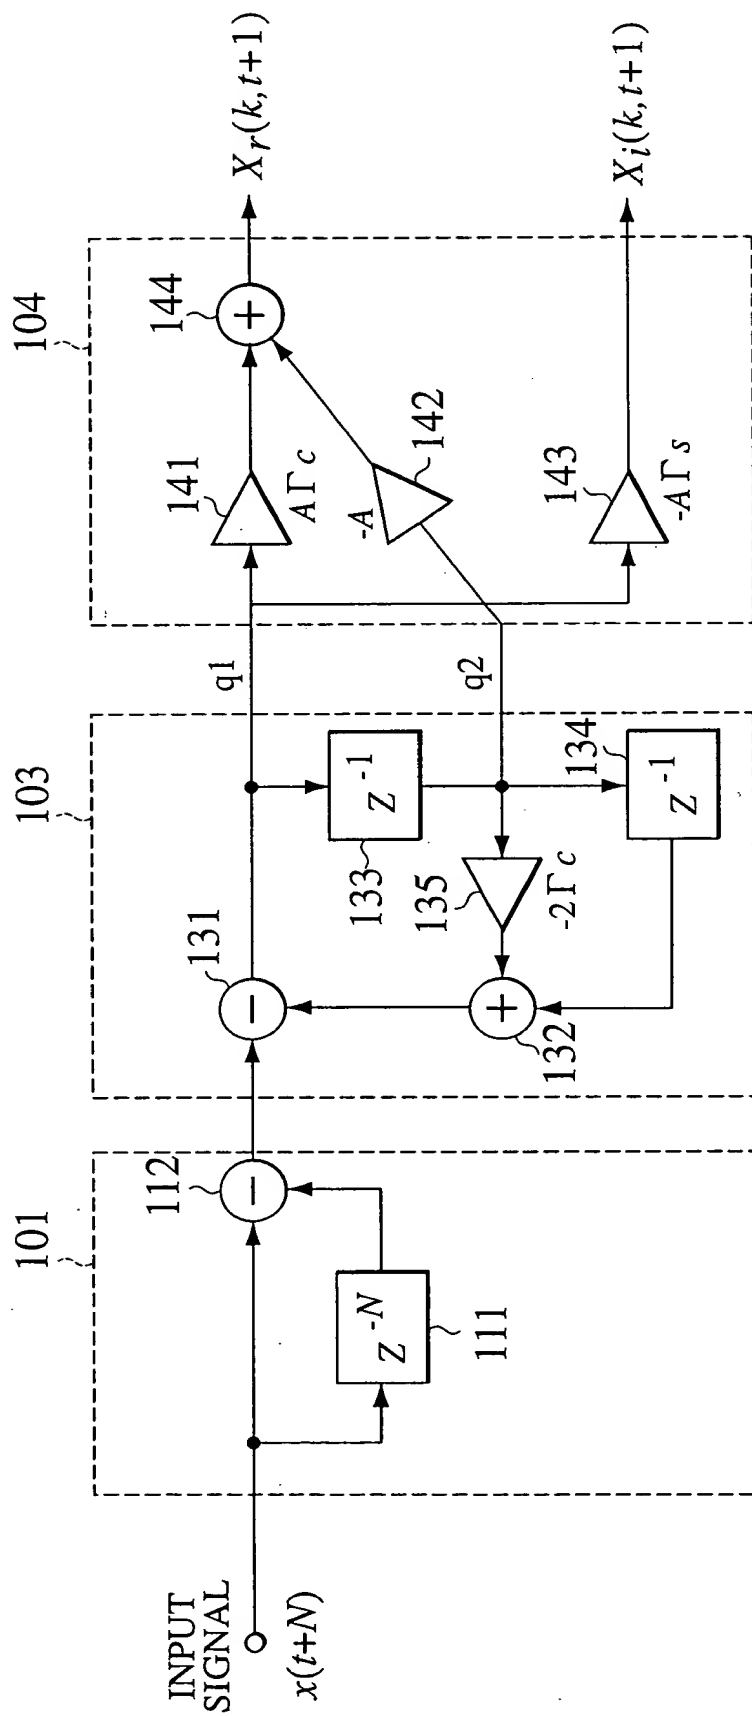 INPUT
SIGNAL
x(t+N)
101
112
-
Z^-N
111
103
131
-
132
+
135
-2Γc
133
Z^-1
134
Z^-1
q1
q2
104
141
AΓc
-A
142
143
-AΓs
144
+
X_r(k,t+1)
X_i(k,t+1)